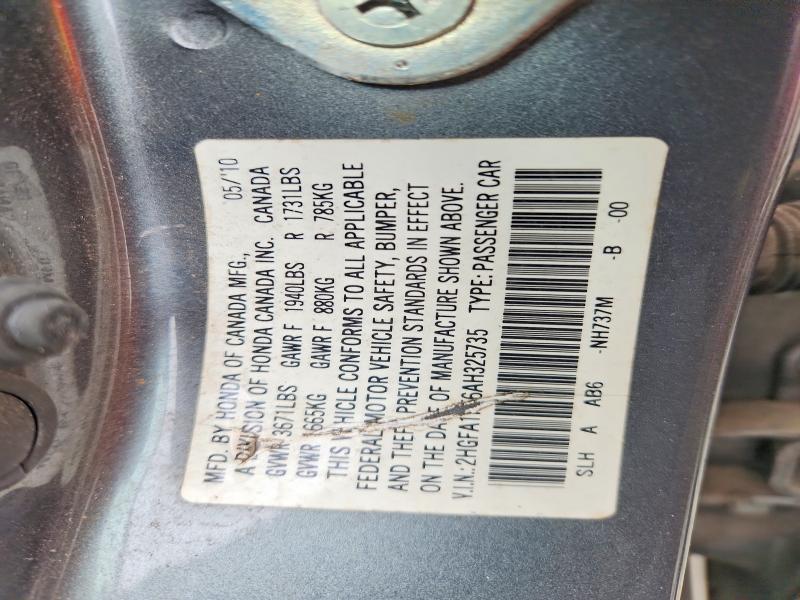 MFD. BY HONDA OF CANADA MFG., 05/'10
A DIVISION OF HONDA CANADA INC. CANADA
GVWR 3671LBS GAWR F 1940LBS R 1731LBS
GVWR 1665KG GAWR F 880KG R 785KG
THIS VEHICLE CONFORMS TO ALL APPLICABLE
FEDERAL MOTOR VEHICLE SAFETY, BUMPER,
AND THEFT PREVENTION STANDARDS IN EFFECT
ON THE DATE OF MANUFACTURE SHOWN ABOVE.
V.I.N.: TYPE: PASSENGER CAR
SLH A AB6 -NH737M -B -00